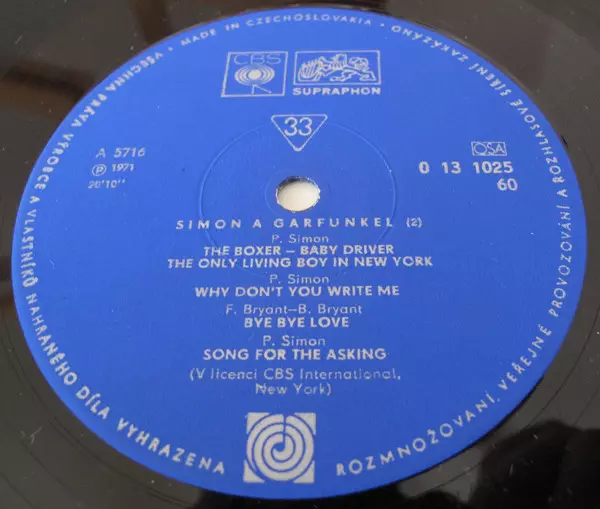 • MADE IN CZECHOSLOVAKIA •
VŠECHNA PRÁVA VÝROBCE A VLASTNÍKŮ NAHRANÉHO DÍLA VYHRAZENA
ROZMNOŽOVÁNÍ, VEŘEJNÉ PROVOZOVÁNÍ A ROZHLASOVÉ ŠÍŘENÍ ZAKÁZÁNO
CBS
SUPRAPHON
33
A 5716
Ⓟ 1971
20'10"
OSA
0 13 1025
60
SIMON A GARFUNKEL (2)
P. Simon
THE BOXER – BABY DRIVER
THE ONLY LIVING BOY IN NEW YORK
P. Simon
WHY DON'T YOU WRITE ME
F. Bryant–B. Bryant
BYE BYE LOVE
P. Simon
SONG FOR THE ASKING
(V licenci CBS International,
New York)